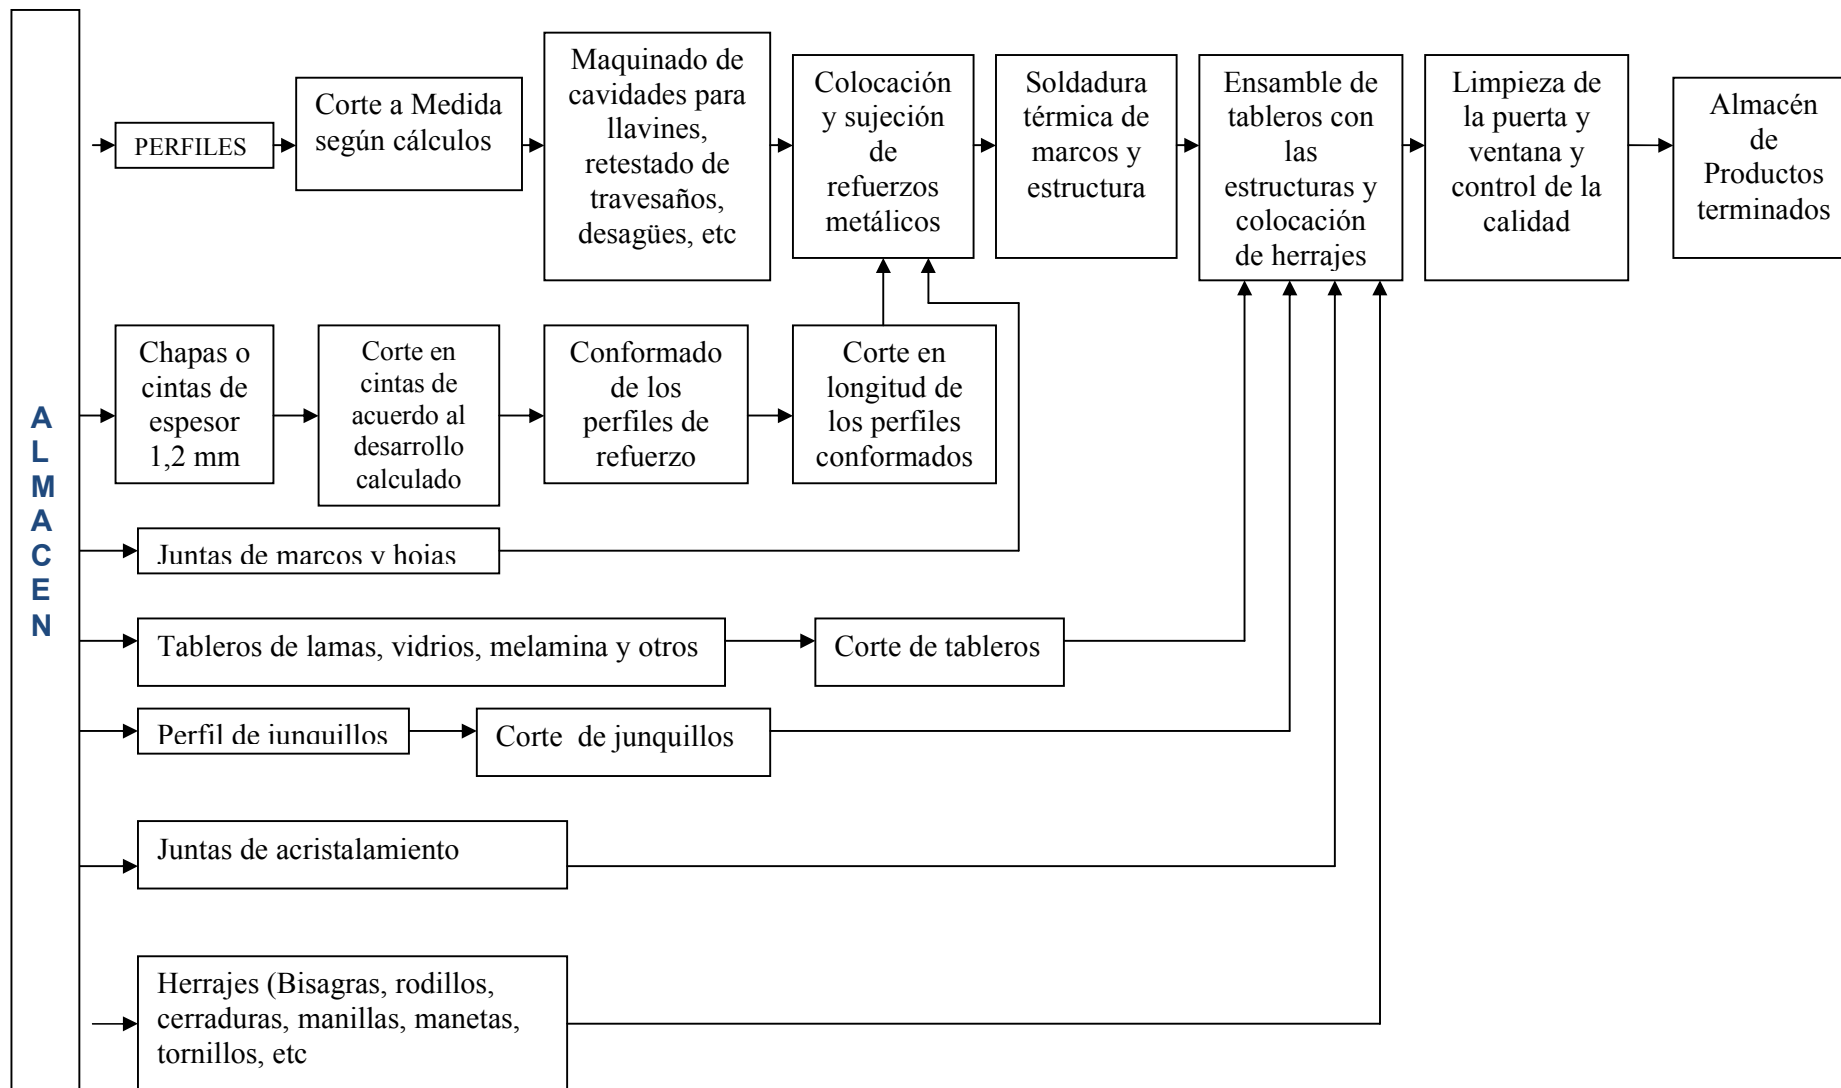 ALMACEN
PERFILES
Corte a Medida
según cálculos
Maquinado de
cavidades para
llavines,
retestado de
travesaños,
desagües, etc
Colocación
y sujeción
de
refuerzos
metálicos
Soldadura
térmica de
marcos y
estructura
Ensamble de
tableros con
las
estructuras y
colocación
de herrajes
Limpieza de
la puerta y
ventana y
control de la
calidad
Almacén
de
Productos
terminados
Chapas o
cintas de
espesor
1,2 mm
Corte en
cintas de
acuerdo al
desarrollo
calculado
Conformado
de los
perfiles de
refuerzo
Corte en
longitud de
los perfiles
conformados
Juntas de marcos y hojas
Tableros de lamas, vidrios, melamina y otros
Corte de tableros
Perfil de junquillos
Corte  de junquillos
Juntas de acristalamiento
Herrajes (Bisagras, rodillos,
cerraduras, manillas, manetas,
tornillos, etc